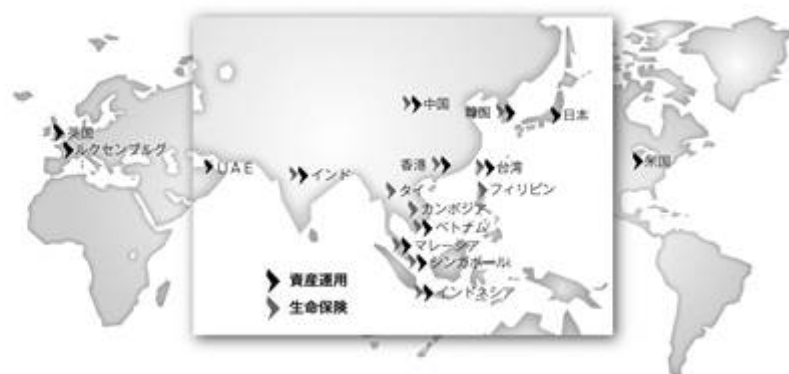 中国
韓国
日本
英国
ルクセンブルグ
UAE
インド
香港
台湾
米国
タイ
フィリピン
カンボジア
ベトナム
マレーシア
シンガポール
インドネシア
資産運用
生命保険